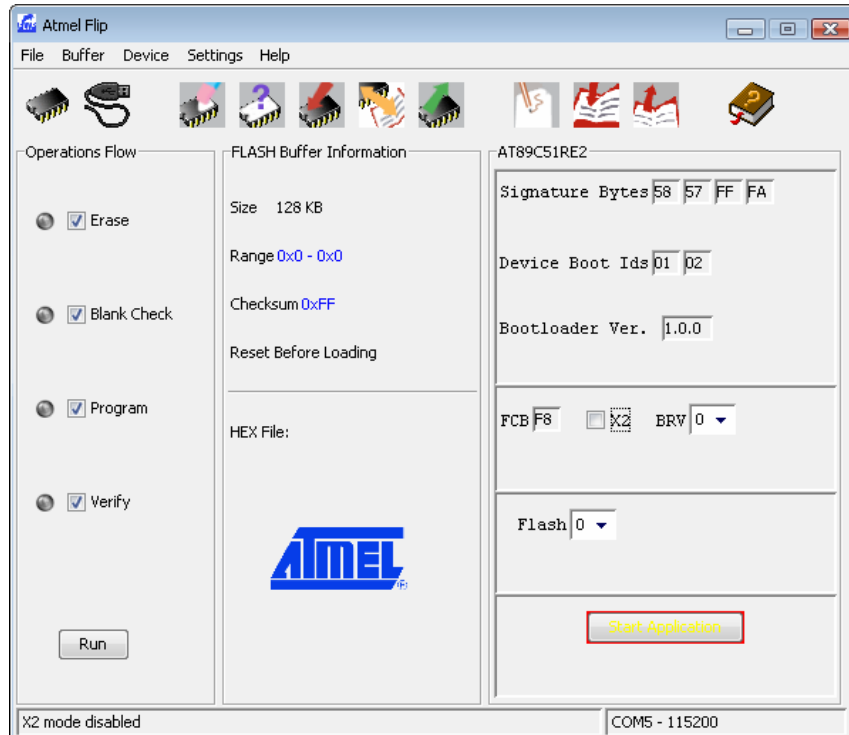 Atmel Flip
File Buffer Device Settings Help
Operations Flow
Erase
Blank Check
Program
Verify
Run
FLASH Buffer Information
Size 128 KB
Range 0x0 - 0x0
Checksum 0xFF
Reset Before Loading
HEX File:
ATMEL
®
AT89C51RE2
Signature Bytes 58 57 FF FA
Device Boot Ids 01 02
Bootloader Ver. 1.0.0
FCB F8 X2 BRV 0
Flash 0
Start Application
X2 mode disabled
COM5 - 115200